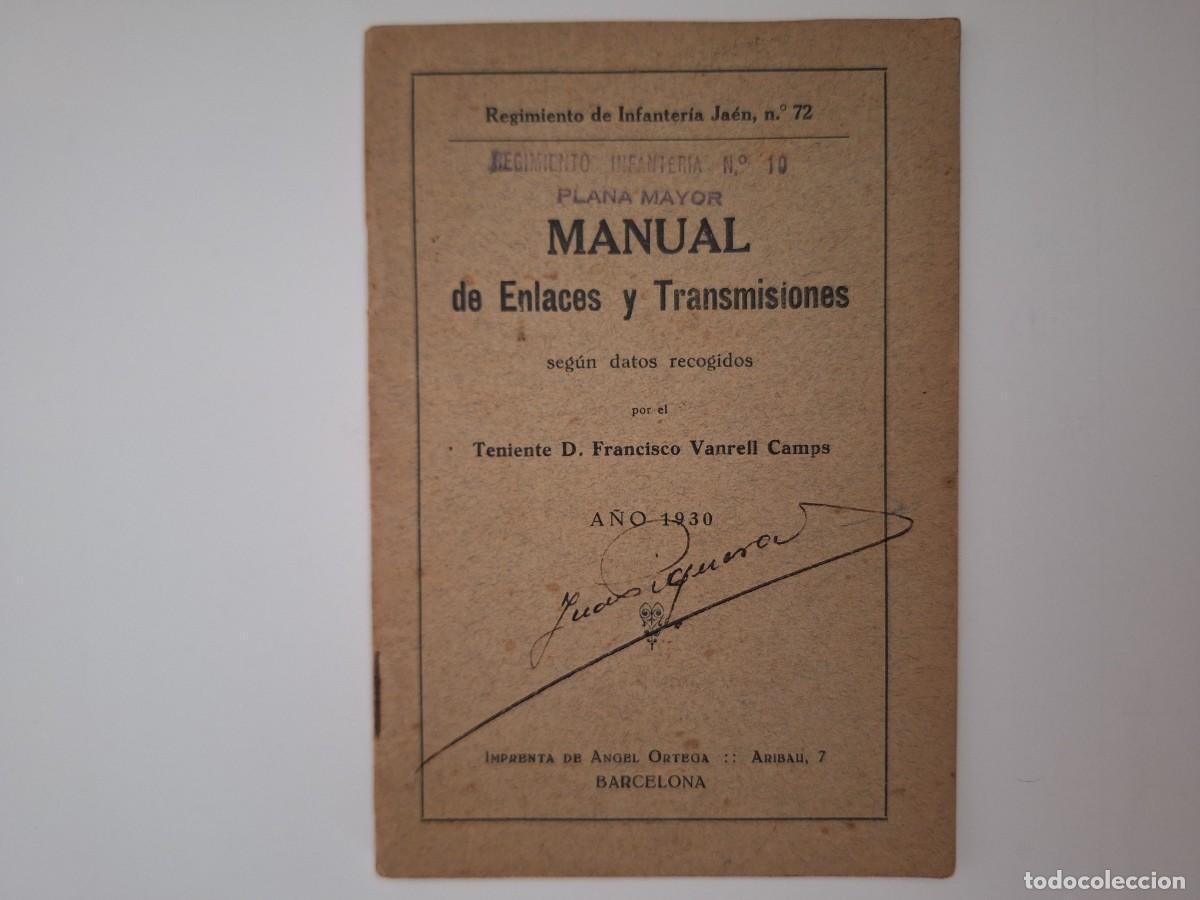 Regimiento de Infantería Jaén, n.º 72
REGIMIENTO INFANTERIA N.º 10
PLANA MAYOR
MANUAL
de Enlaces y Transmisiones
según datos recogidos
por el
Teniente D. Francisco Vanrell Camps
AÑO 1930
Juan
IMPRENTA DE ANGEL ORTEGA :: ARIBAU, 7
BARCELONA
todocoleccion